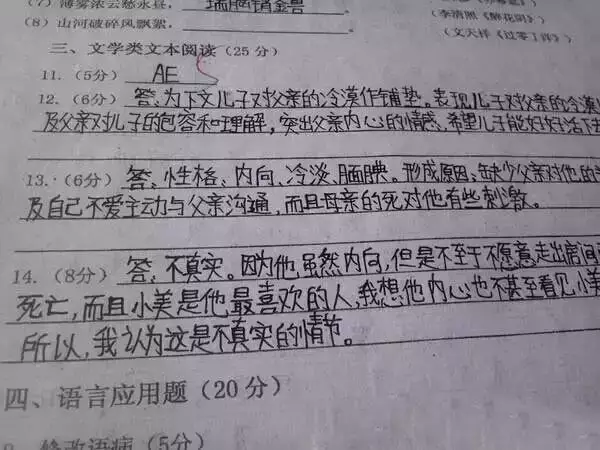 (7) 薄雾浓云愁永昼，瑞脑销金兽。
(李清照《醉花阴》)
(8) 山河破碎风飘絮，
(文天祥《过零丁洋》)
三、文学类文本阅读（25分）
11.（5分） AE
12.（6分） 答：为下文儿子对父亲的冷漠作铺垫。表现儿子对父亲的冷漠
及父亲对儿子的包容和理解，突出父亲内心的情感、希望儿子能好好活下去
13.（6分） 答：性格、内向、冷淡、腼腆。形成原因：缺少父亲对他的
及自己不爱主动与父亲沟通，而且母亲的死对他有些刺激。
14.（8分） 答：不真实。因为他虽然内向，但是不至于不愿意走出房间
死亡，而且小美是他最喜欢的人，我想他内心也不甚至看见小美
所以，我认为这是不真实的情节。
四、语言应用题（20分）
修改语病（5分）